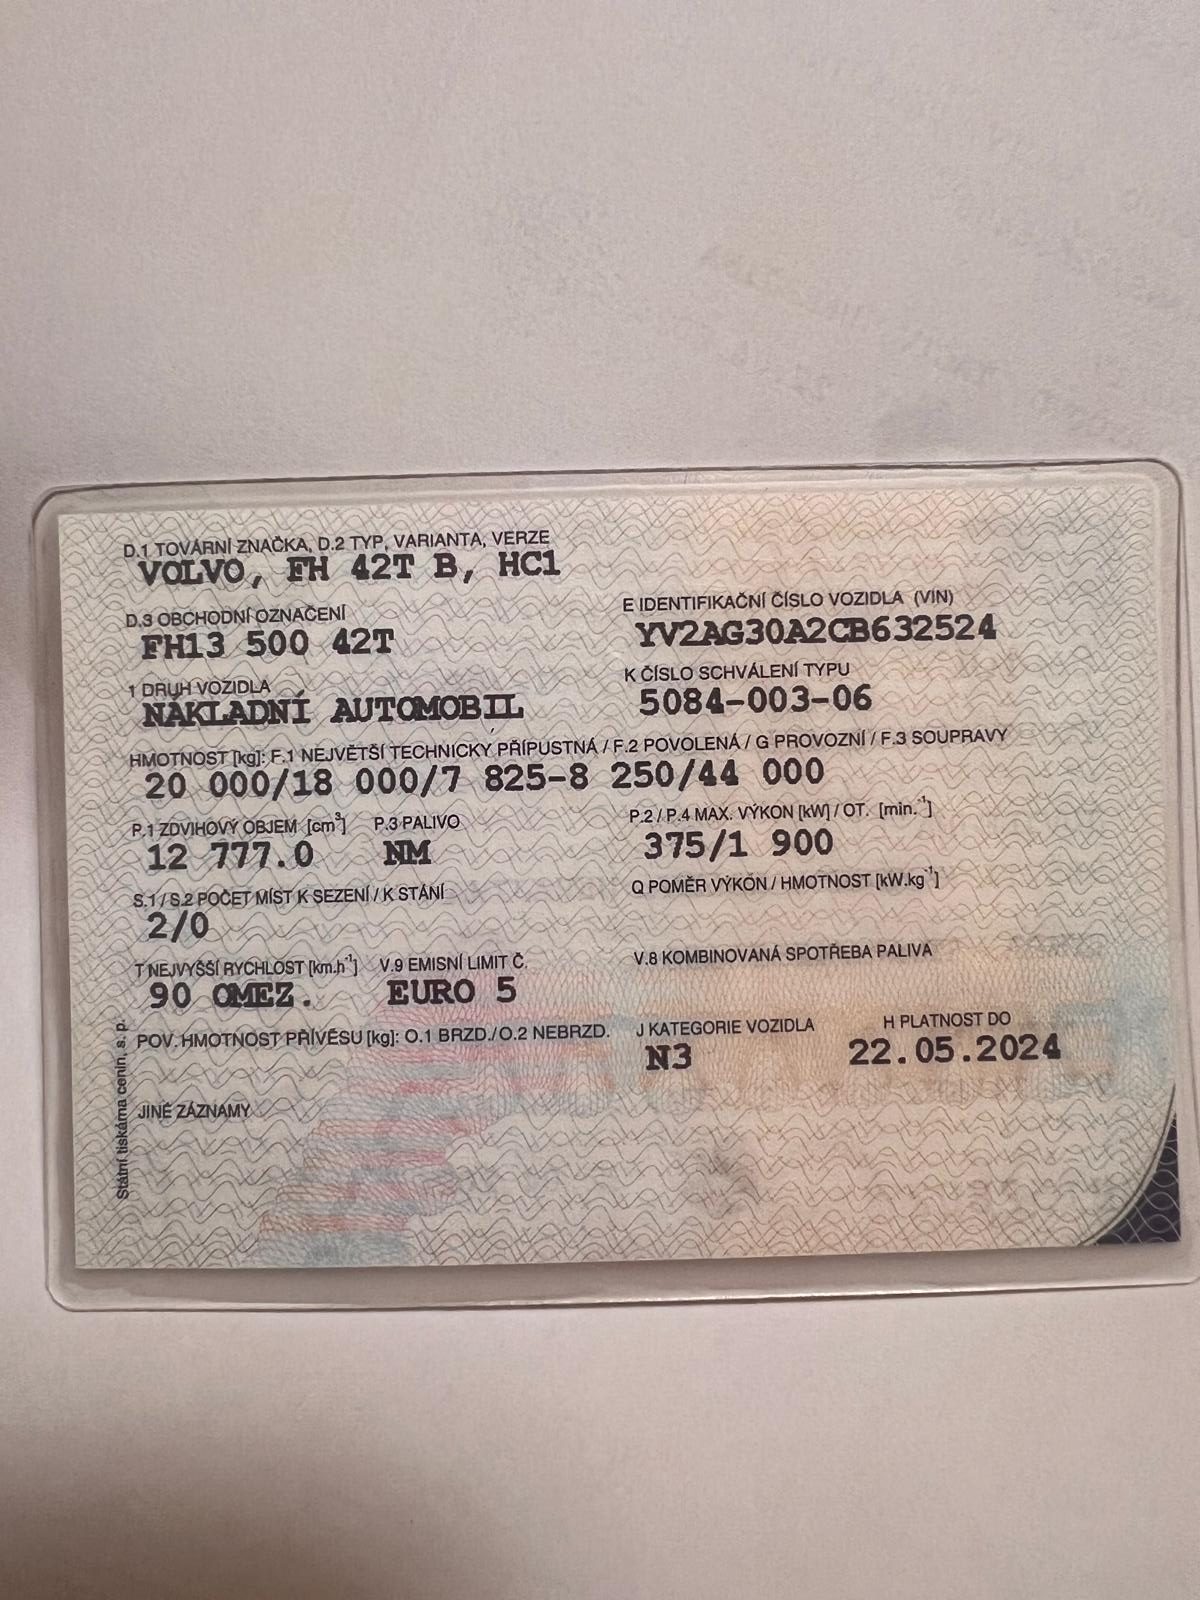 D.1 TOVÁRNÍ ZNAČKA, D.2 TYP, VARIANTA, VERZE
VOLVO, FH 42T B, HC1
D.3 OBCHODNÍ OZNAČENÍ
FH13 500 42T
E IDENTIFIKAČNÍ ČÍSLO VOZIDLA (VIN)
YV2AG30A2CB632524
1 DRUH VOZIDLA
NÁKLADNÍ AUTOMOBIL
K ČÍSLO SCHVÁLENÍ TYPU
5084-003-06
HMOTNOST [kg]: F.1 NEJVĚTŠÍ TECHNICKY PŘÍPUSTNÁ / F.2 POVOLENÁ / G PROVOZNÍ / F.3 SOUPRAVY
20 000/18 000/7 825-8 250/44 000
P.1 ZDVIHOVÝ OBJEM [cm³] P.3 PALIVO
12 777.0 NM
P.2 / P.4 MAX. VÝKON [kW] / OT. [min.⁻¹]
375/1 900
S.1 / S.2 POČET MÍST K SEZENÍ / K STÁNÍ
2/0
Q POMĚR VÝKON / HMOTNOST [kW.kg⁻¹]
T NEJVYŠŠÍ RYCHLOST [km.h⁻¹] V.9 EMISNÍ LIMIT Č.
90 OMEZ. EURO 5
V.8 KOMBINOVANÁ SPOTŘEBA PALIVA
POV. HMOTNOST PŘÍVĚSU [kg]: O.1 BRZD./O.2 NEBRZD.
J KATEGORIE VOZIDLA H PLATNOST DO
N3 22.05.2024
JINÉ ZÁZNAMY
Státní tiskárna cenin, s. p.